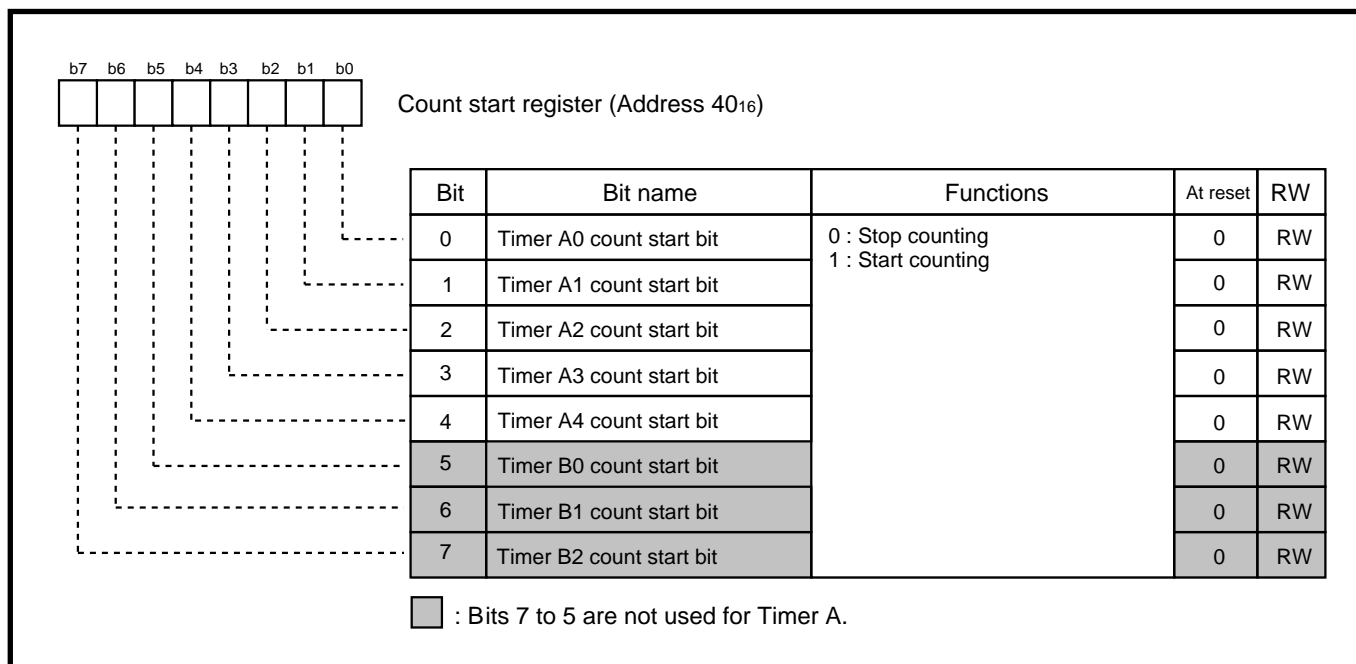 b7 b6 b5 b4 b3 b2 b1 b0
Count start register (Address 4016)
Bit Bit name Functions At reset RW
0 Timer A0 count start bit 0 : Stop counting 0 RW
1 : Start counting
1 Timer A1 count start bit 0 RW
2 Timer A2 count start bit 0 RW
3 Timer A3 count start bit 0 RW
4 Timer A4 count start bit 0 RW
5 Timer B0 count start bit 0 RW
6 Timer B1 count start bit 0 RW
7 Timer B2 count start bit 0 RW
: Bits 7 to 5 are not used for Timer A.